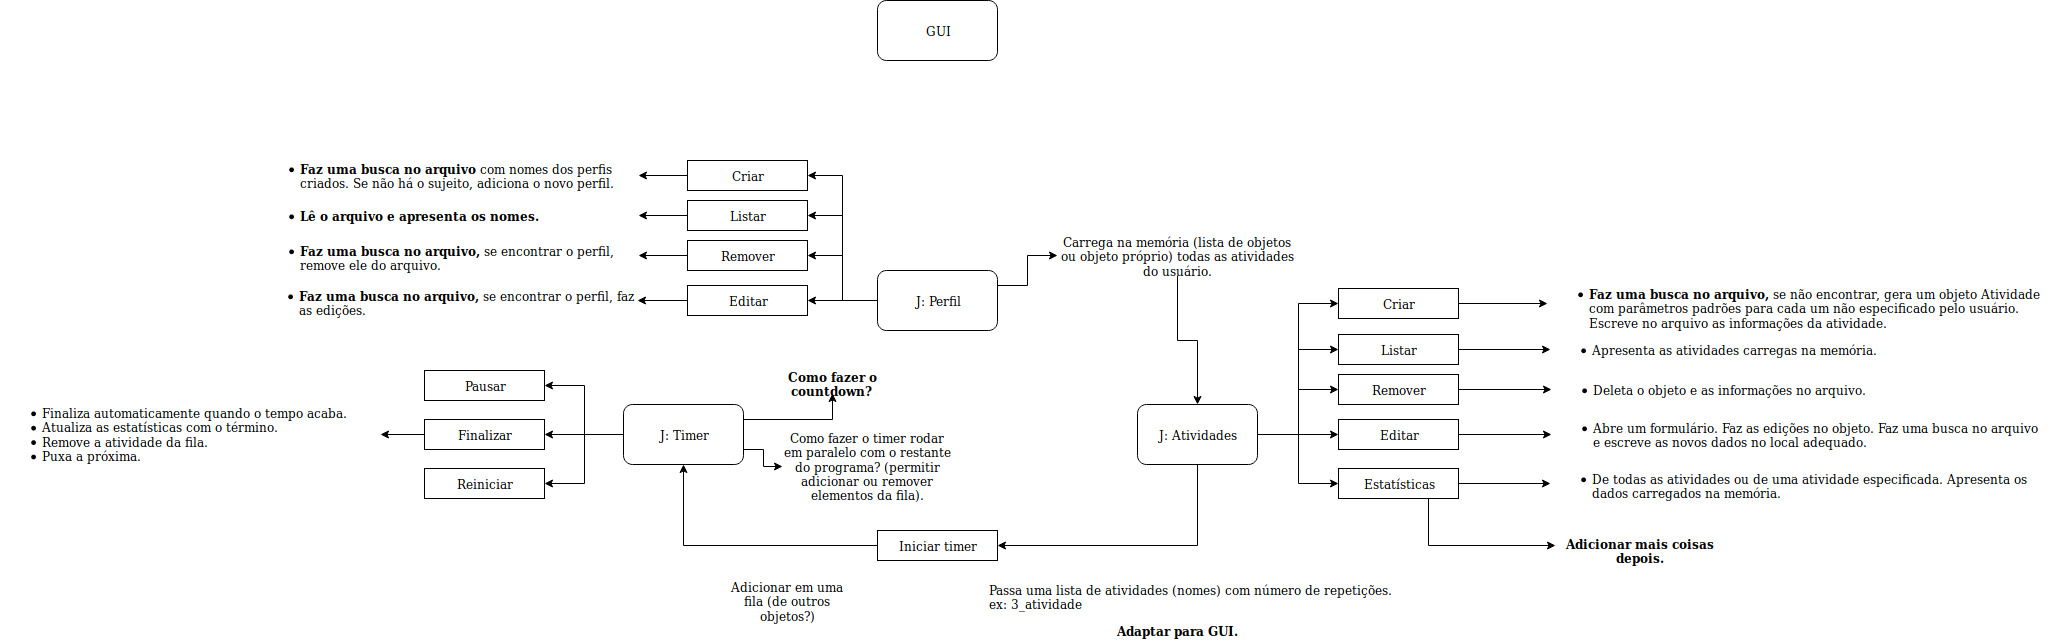 GUI
• Faz uma busca no arquivo com nomes dos perfis
criados. Se não há o sujeito, adiciona o novo perfil.
Criar
• Lê o arquivo e apresenta os nomes.
Listar
• Faz uma busca no arquivo, se encontrar o perfil,
remove ele do arquivo.
Remover
• Faz uma busca no arquivo, se encontrar o perfil, faz
as edições.
Editar
J: Perfil
Carrega na memória (lista de objetos
ou objeto próprio) todas as atividades
do usuário.
Criar
• Faz uma busca no arquivo, se não encontrar, gera um objeto Atividade
com parâmetros padrões para cada um não especificado pelo usuário.
Escreve no arquivo as informações da atividade.
Listar
• Apresenta as atividades carregas na memória.
Remover
• Deleta o objeto e as informações no arquivo.
J: Atividades
Editar
• Abre um formulário. Faz as edições no objeto. Faz uma busca no arquivo
e escreve as novos dados no local adequado.
Estatísticas
• De todas as atividades ou de uma atividade especificada. Apresenta os
dados carregados na memória.
Adicionar mais coisas
depois.
Pausar
• Finaliza automaticamente quando o tempo acaba.
• Atualiza as estatísticas com o término.
• Remove a atividade da fila.
• Puxa a próxima.
Finalizar
Reiniciar
J: Timer
Como fazer o
countdown?
Como fazer o timer rodar
em paralelo com o restante
do programa? (permitir
adicionar ou remover
elementos da fila).
Iniciar timer
Adicionar em uma
fila (de outros
objetos?)
Passa uma lista de atividades (nomes) com número de repetições.
ex: 3_atividade
Adaptar para GUI.